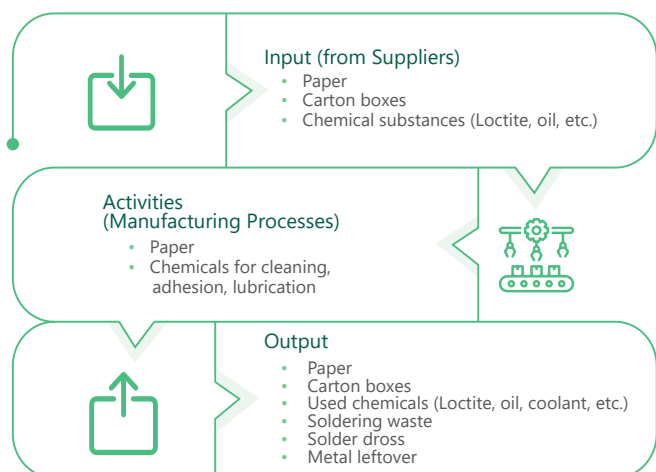 Input (from Suppliers)
• Paper
• Carton boxes
• Chemical substances (Loctite, oil, etc.)
Activities
(Manufacturing Processes)
• Paper
• Chemicals for cleaning,
adhesion, lubrication
Output
• Paper
• Carton boxes
• Used chemicals (Loctite, oil, coolant, etc.)
• Soldering waste
• Solder dross
• Metal leftover